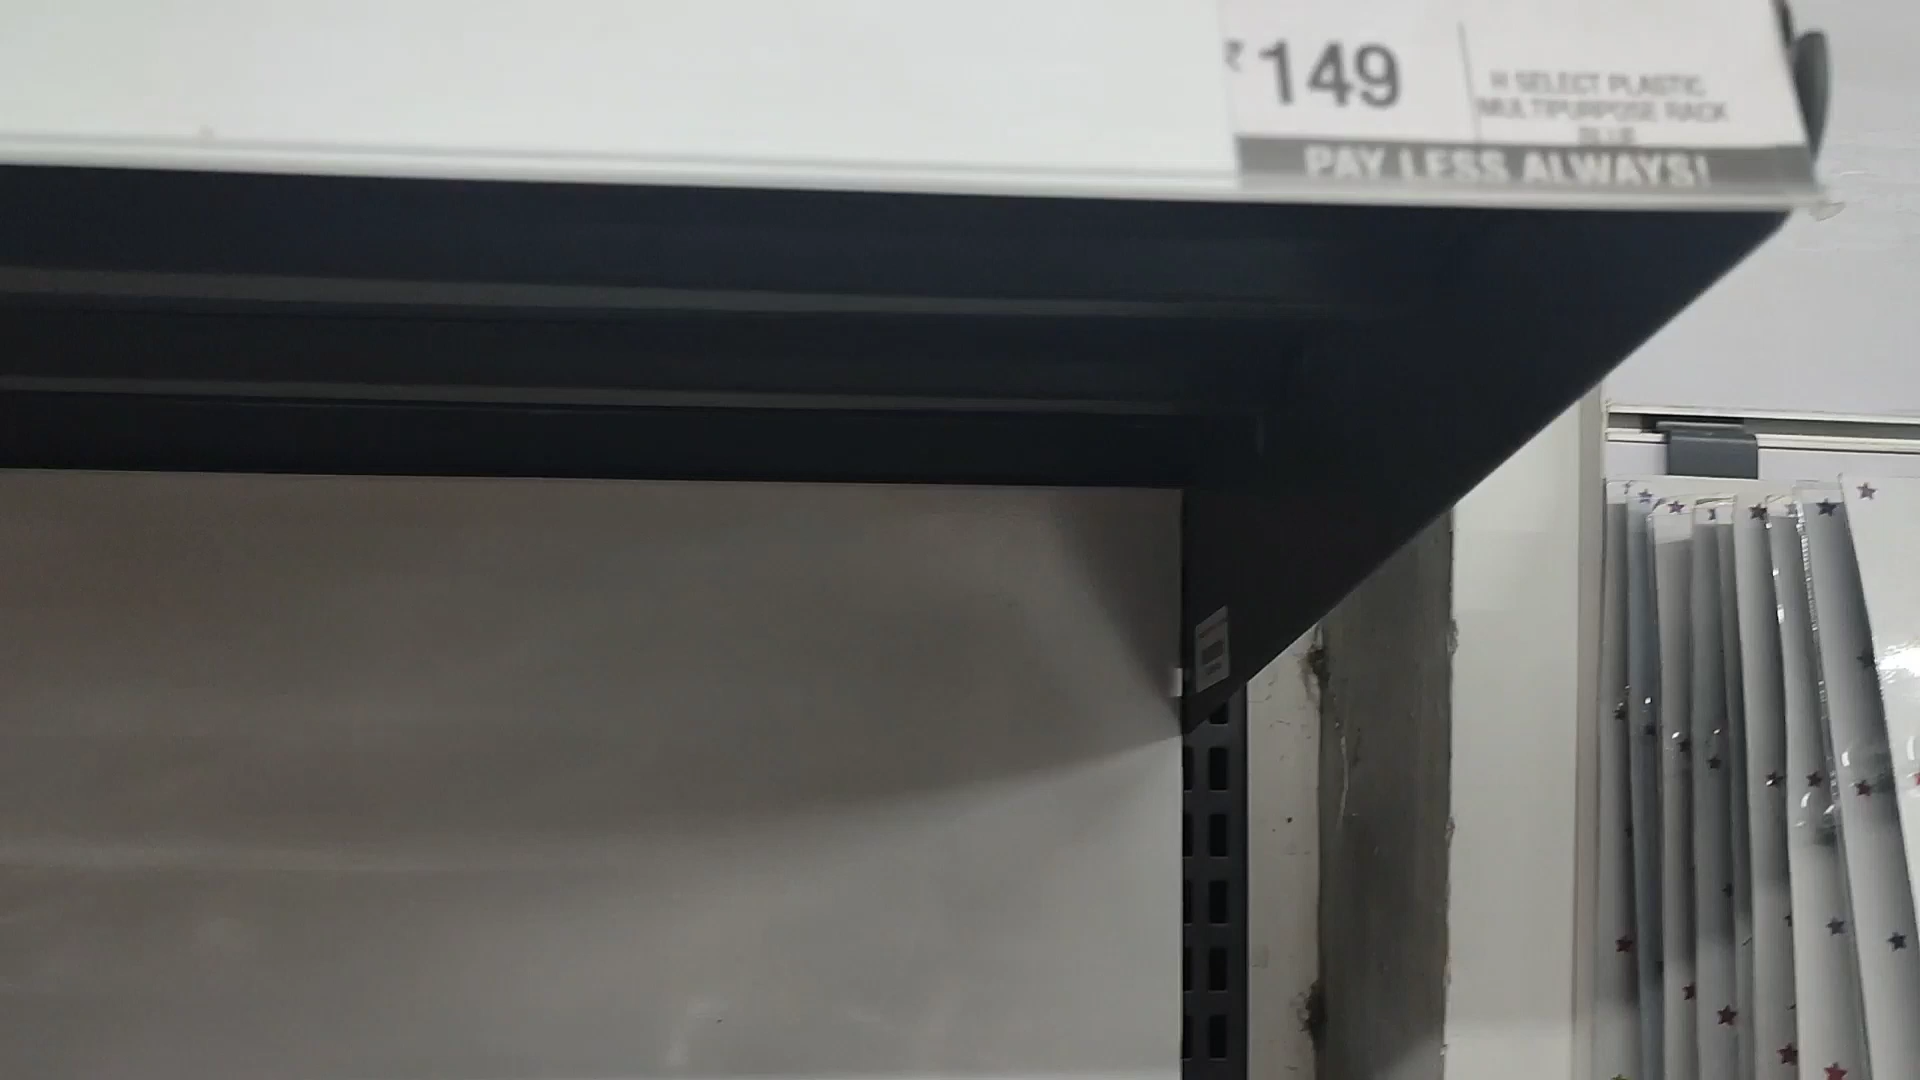 ₹149
H SELECT PLASTIC
MULTIPURPOSE RACK
BLUE
PAY LESS ALWAYS!